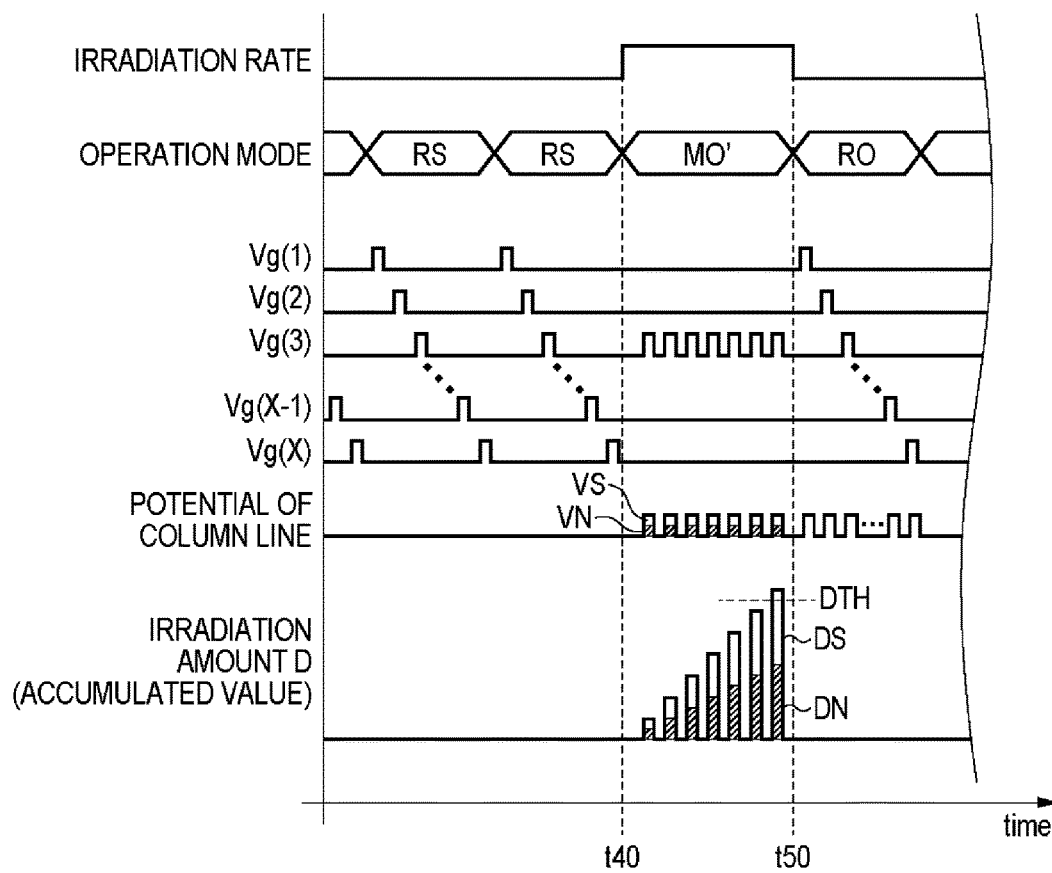 IRRADIATION RATE
OPERATION MODE
RS
RS
MO'
RO
Vg(1)
Vg(2)
Vg(3)
Vg(X-1)
Vg(X)
POTENTIAL OF
COLUMN LINE
VS
VN
IRRADIATION
AMOUNT D
(ACCUMULATED VALUE)
DTH
DS
DN
time
t40
t50